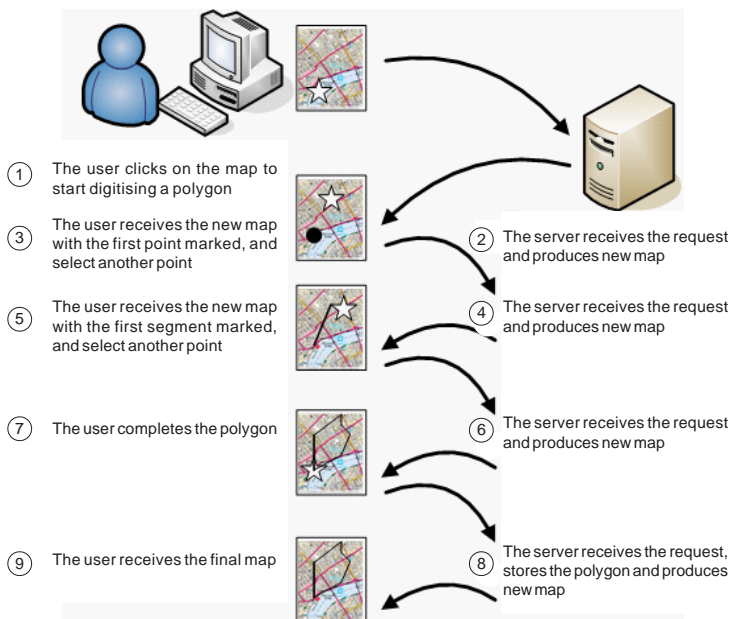 1
The user clicks on the map to
start digitising a polygon
2
The server receives the request
and produces new map
3
The user receives the new map
with the first point marked, and
select another point
4
The server receives the request
and produces new map
5
The user receives the new map
with the first segment marked,
and select another point
6
The server receives the request
and produces new map
7
The user completes the polygon
8
The server receives the request,
stores the polygon and produces
new map
9
The user receives the final map